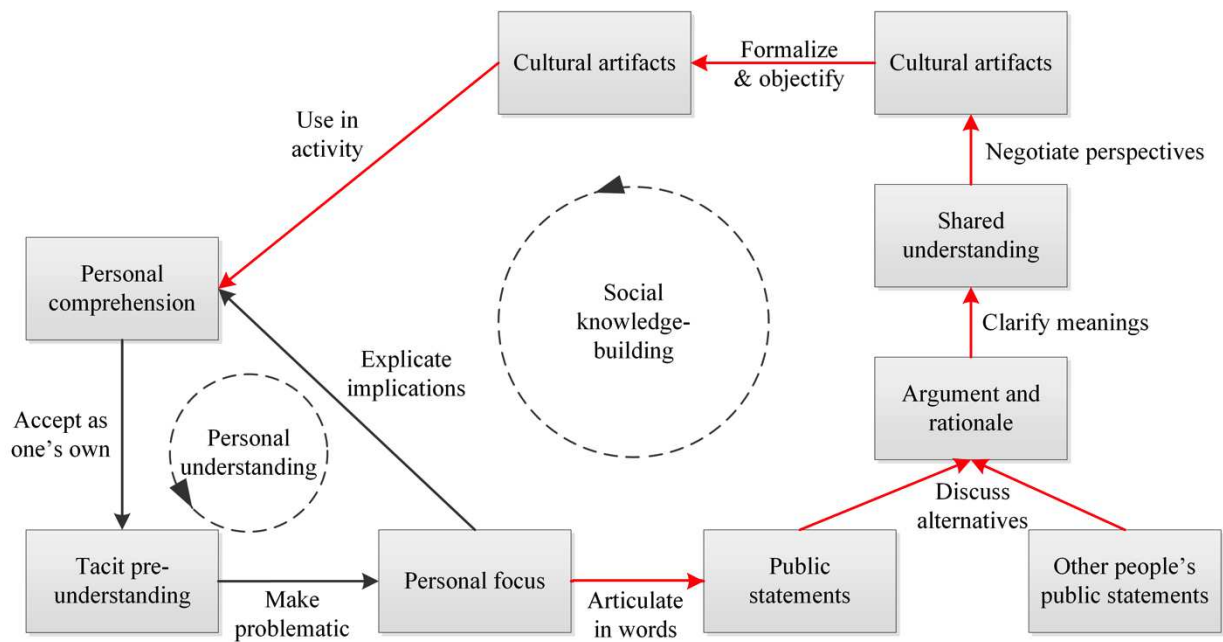 Cultural artifacts
Formalize
& objectify
Cultural artifacts
Use in
activity
Negotiate perspectives
Shared
understanding
Personal
comprehension
Social
knowledge-
building
Clarify meanings
Explicate
implications
Argument and
rationale
Accept as
one's own
Personal
understanding
Discuss
alternatives
Tacit pre-
understanding
Make
problematic
Personal focus
Articulate
in words
Public
statements
Other people's
public statements